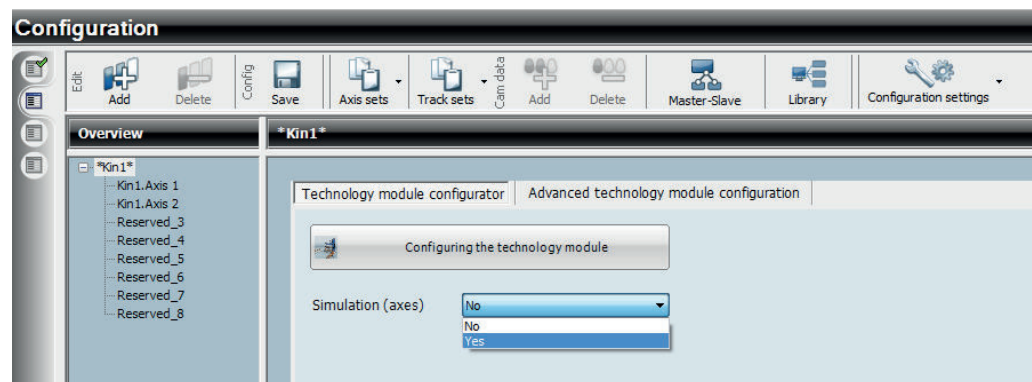 Configuration
Edit
Add
Delete
Config
Save
Axis sets
Track sets
Cam data
Add
Delete
Master-Slave
Library
Configuration settings
Overview
*Kin1*
*Kin1*
Kin1.Axis 1
Kin1.Axis 2
Reserved_3
Reserved_4
Reserved_5
Reserved_6
Reserved_7
Reserved_8
Technology module configurator
Advanced technology module configuration
Configuring the technology module
Simulation (axes)
No
No
Yes